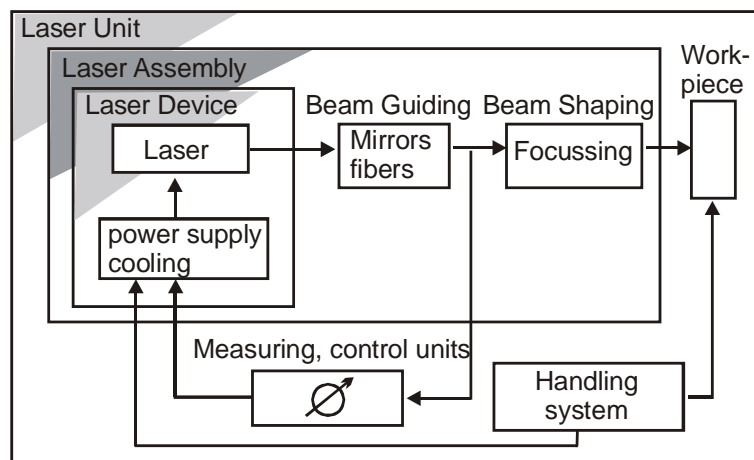 Laser Unit
Laser Assembly
Work-
piece
Laser Device
Beam Guiding
Beam Shaping
Laser
Mirrors
fibers
Focussing
power supply
cooling
Measuring, control units
Handling
system